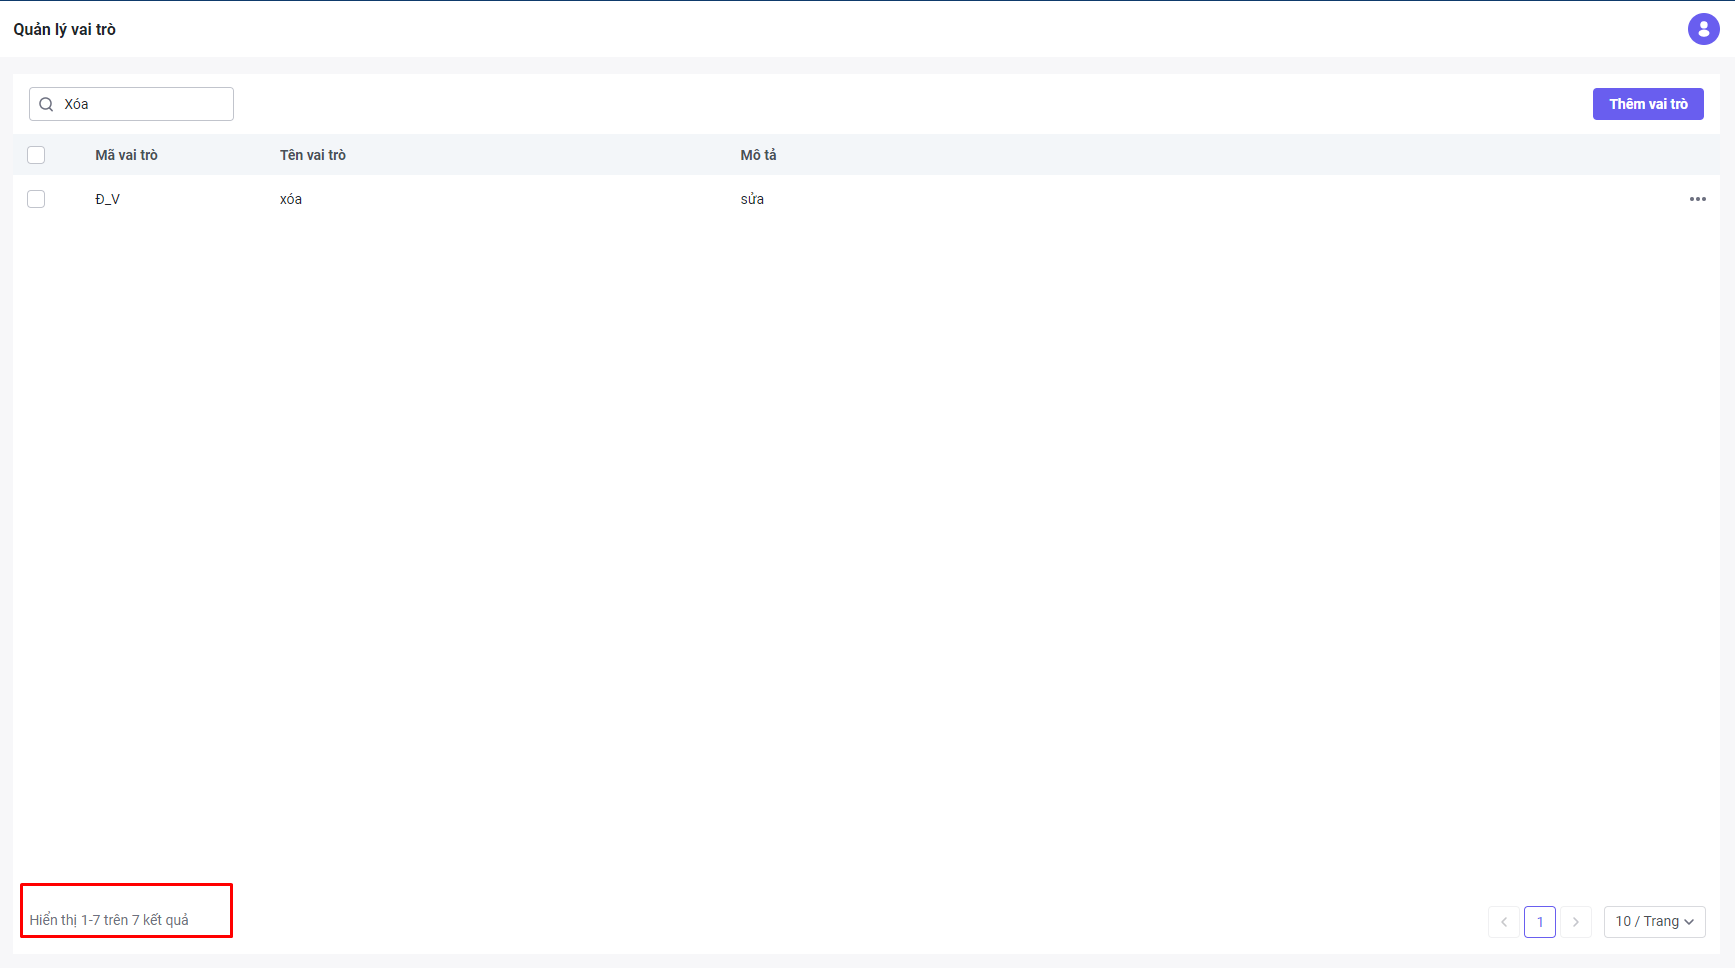 Quản lý vai trò
Xóa
Thêm vai trò
Mã vai trò Tên vai trò Mô tả
Đ_V xóa sửa
Hiển thị 1-7 trên 7 kết quả
1
10 / Trang